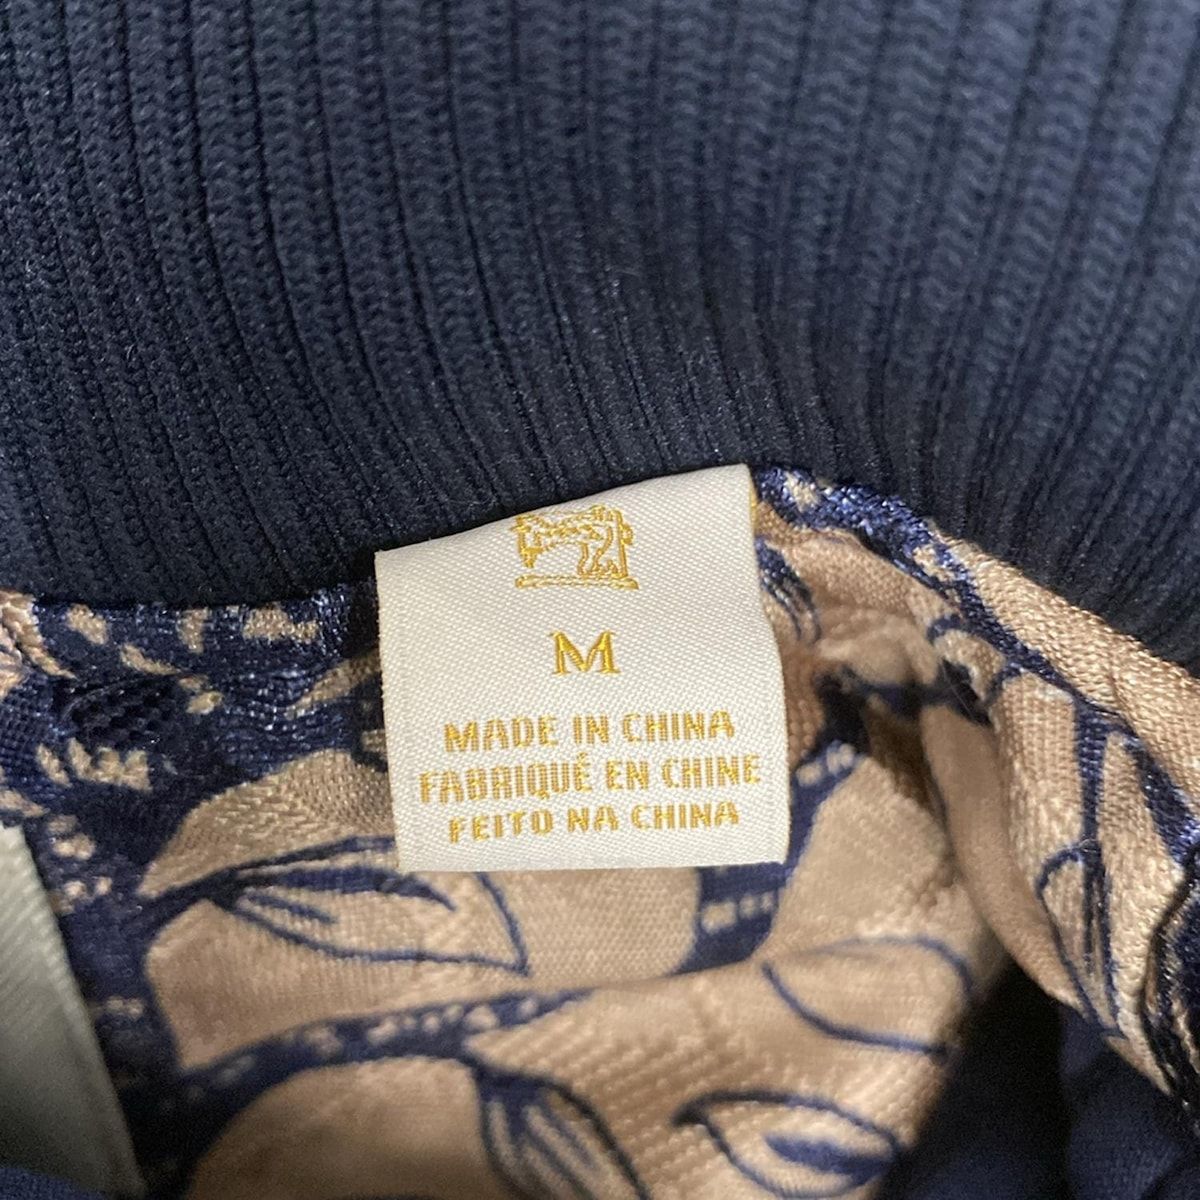 M
MADE IN CHINA
FABRIQUÉ EN CHINE
FEITO NA CHINA